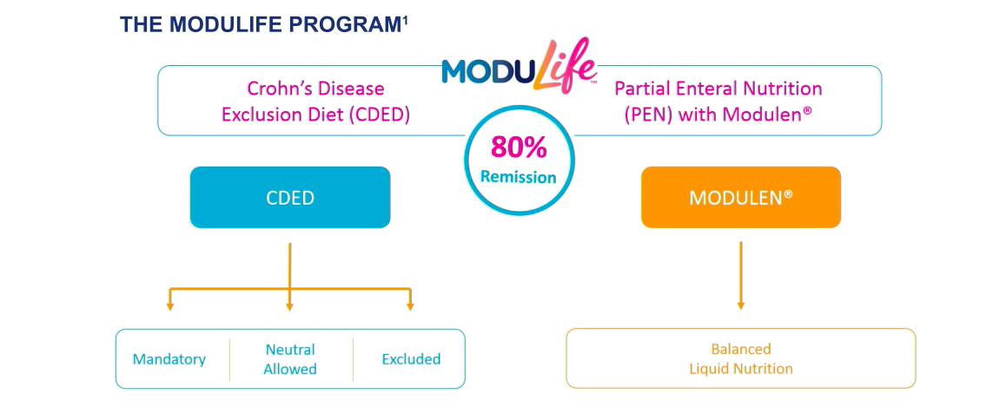 THE MODULIFE PROGRAM¹
MODULife™
Crohn's Disease
Exclusion Diet (CDED)
Partial Enteral Nutrition
(PEN) with Modulen®
80%
Remission
CDED
MODULEN®
Mandatory
Neutral
Allowed
Excluded
Balanced
Liquid Nutrition